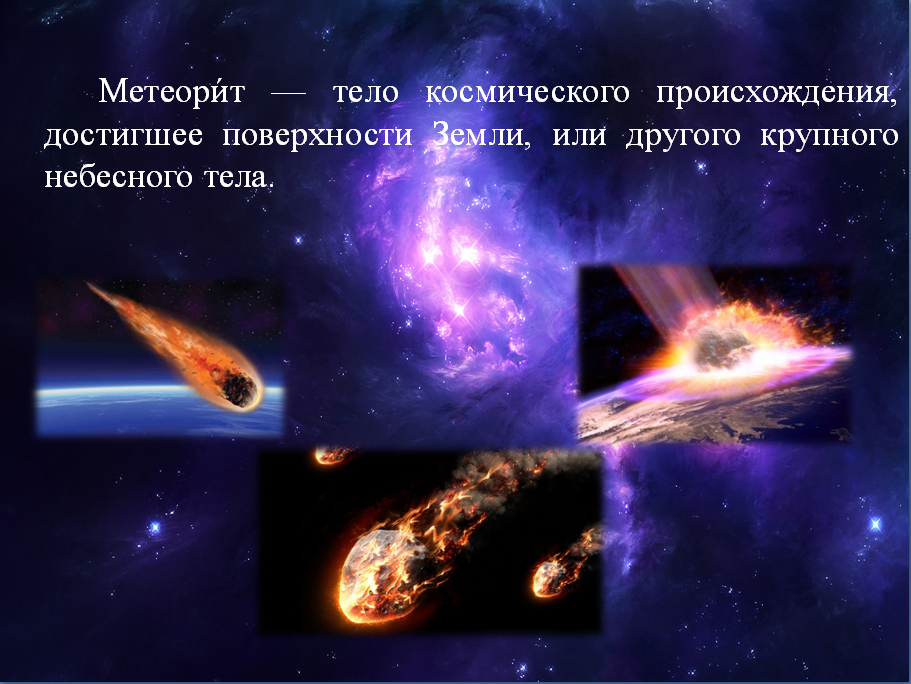 Метеори́т — тело космического происхождения,
достигшее поверхности Земли, или другого крупного
небесного тела.